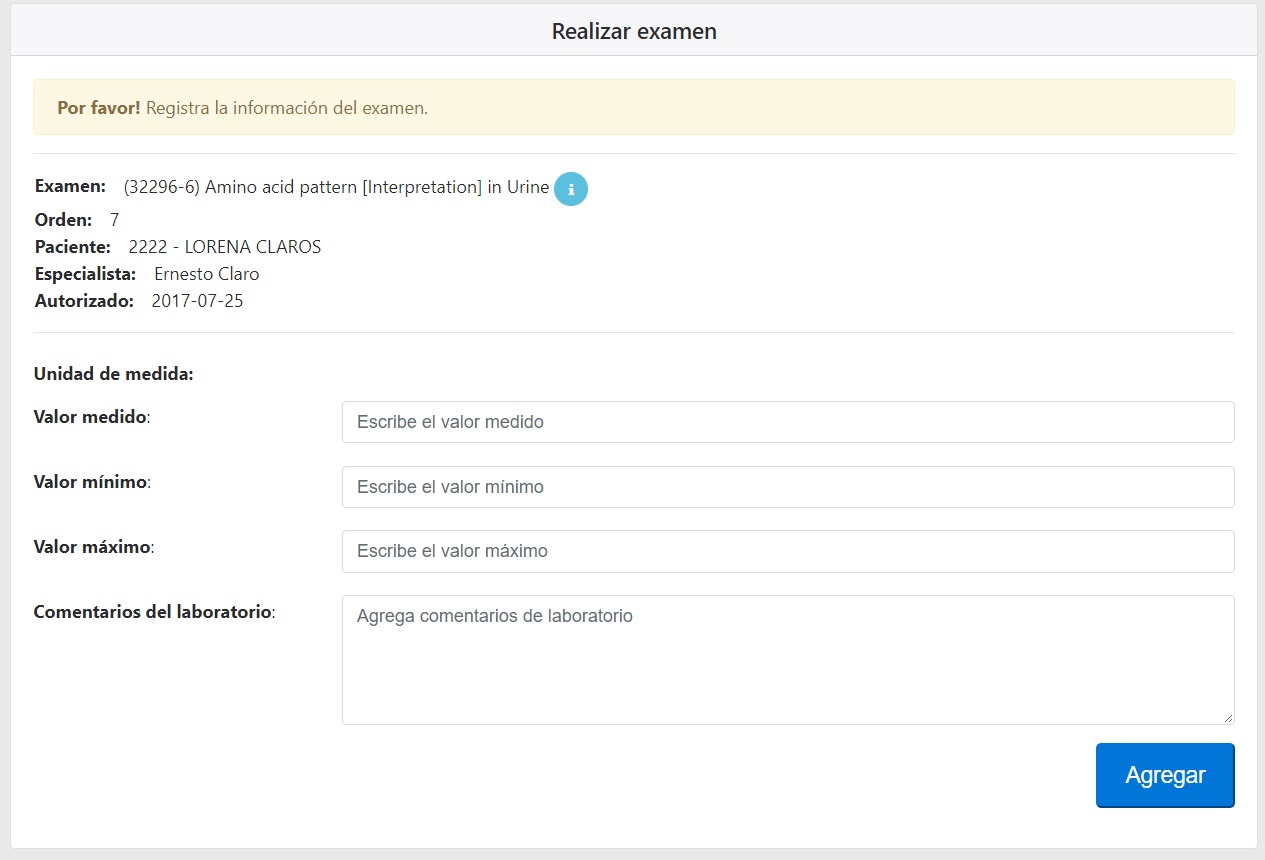 Realizar examen
Por favor! Registra la información del examen.
Examen: (32296-6) Amino acid pattern [Interpretation] in Urine
Orden: 7
Paciente: 2222 - LORENA CLAROS
Especialista: Ernesto Claro
Autorizado: 2017-07-25
Unidad de medida:
Valor medido: Escribe el valor medido
Valor mínimo: Escribe el valor mínimo
Valor máximo: Escribe el valor máximo
Comentarios del laboratorio: Agrega comentarios de laboratorio
Agregar